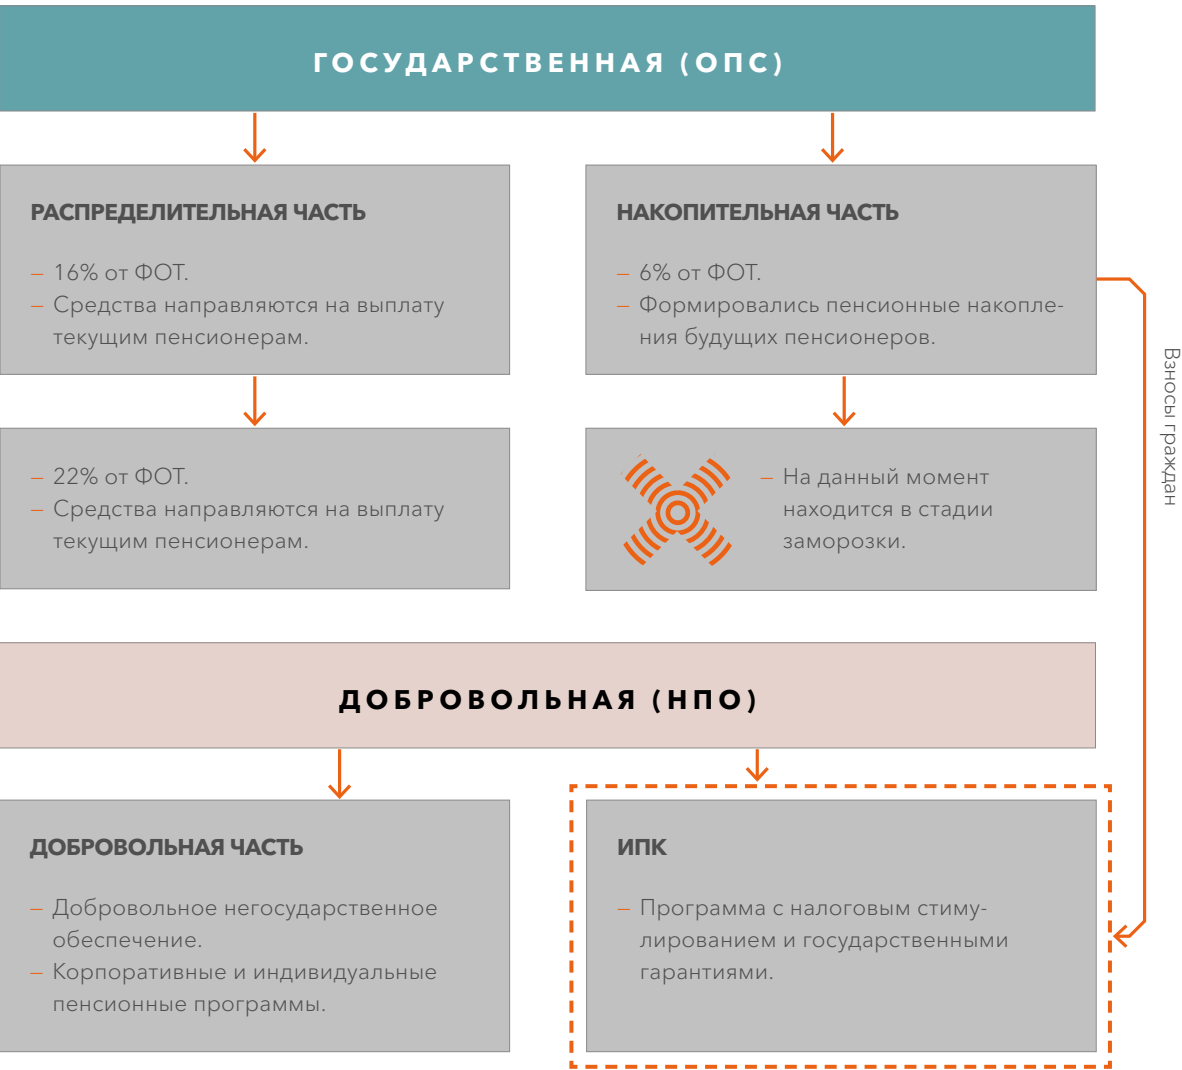 ГОСУДАРСТВЕННАЯ (ОПС)
РАСПРЕДЕЛИТЕЛЬНАЯ ЧАСТЬ
– 16% от ФОТ.
– Средства направляются на выплату
текущим пенсионерам.
НАКОПИТЕЛЬНАЯ ЧАСТЬ
– 6% от ФОТ.
– Формировались пенсионные накопле-
ния будущих пенсионеров.
Взносы граждан
– 22% от ФОТ.
– Средства направляются на выплату
текущим пенсионерам.
– На данный момент
находится в стадии
заморозки.
ДОБРОВОЛЬНАЯ (НПО)
ДОБРОВОЛЬНАЯ ЧАСТЬ
– Добровольное негосударственное
обеспечение.
– Корпоративные и индивидуальные
пенсионные программы.
ИПК
– Программа с налоговым стиму-
лированием и государственными
гарантиями.